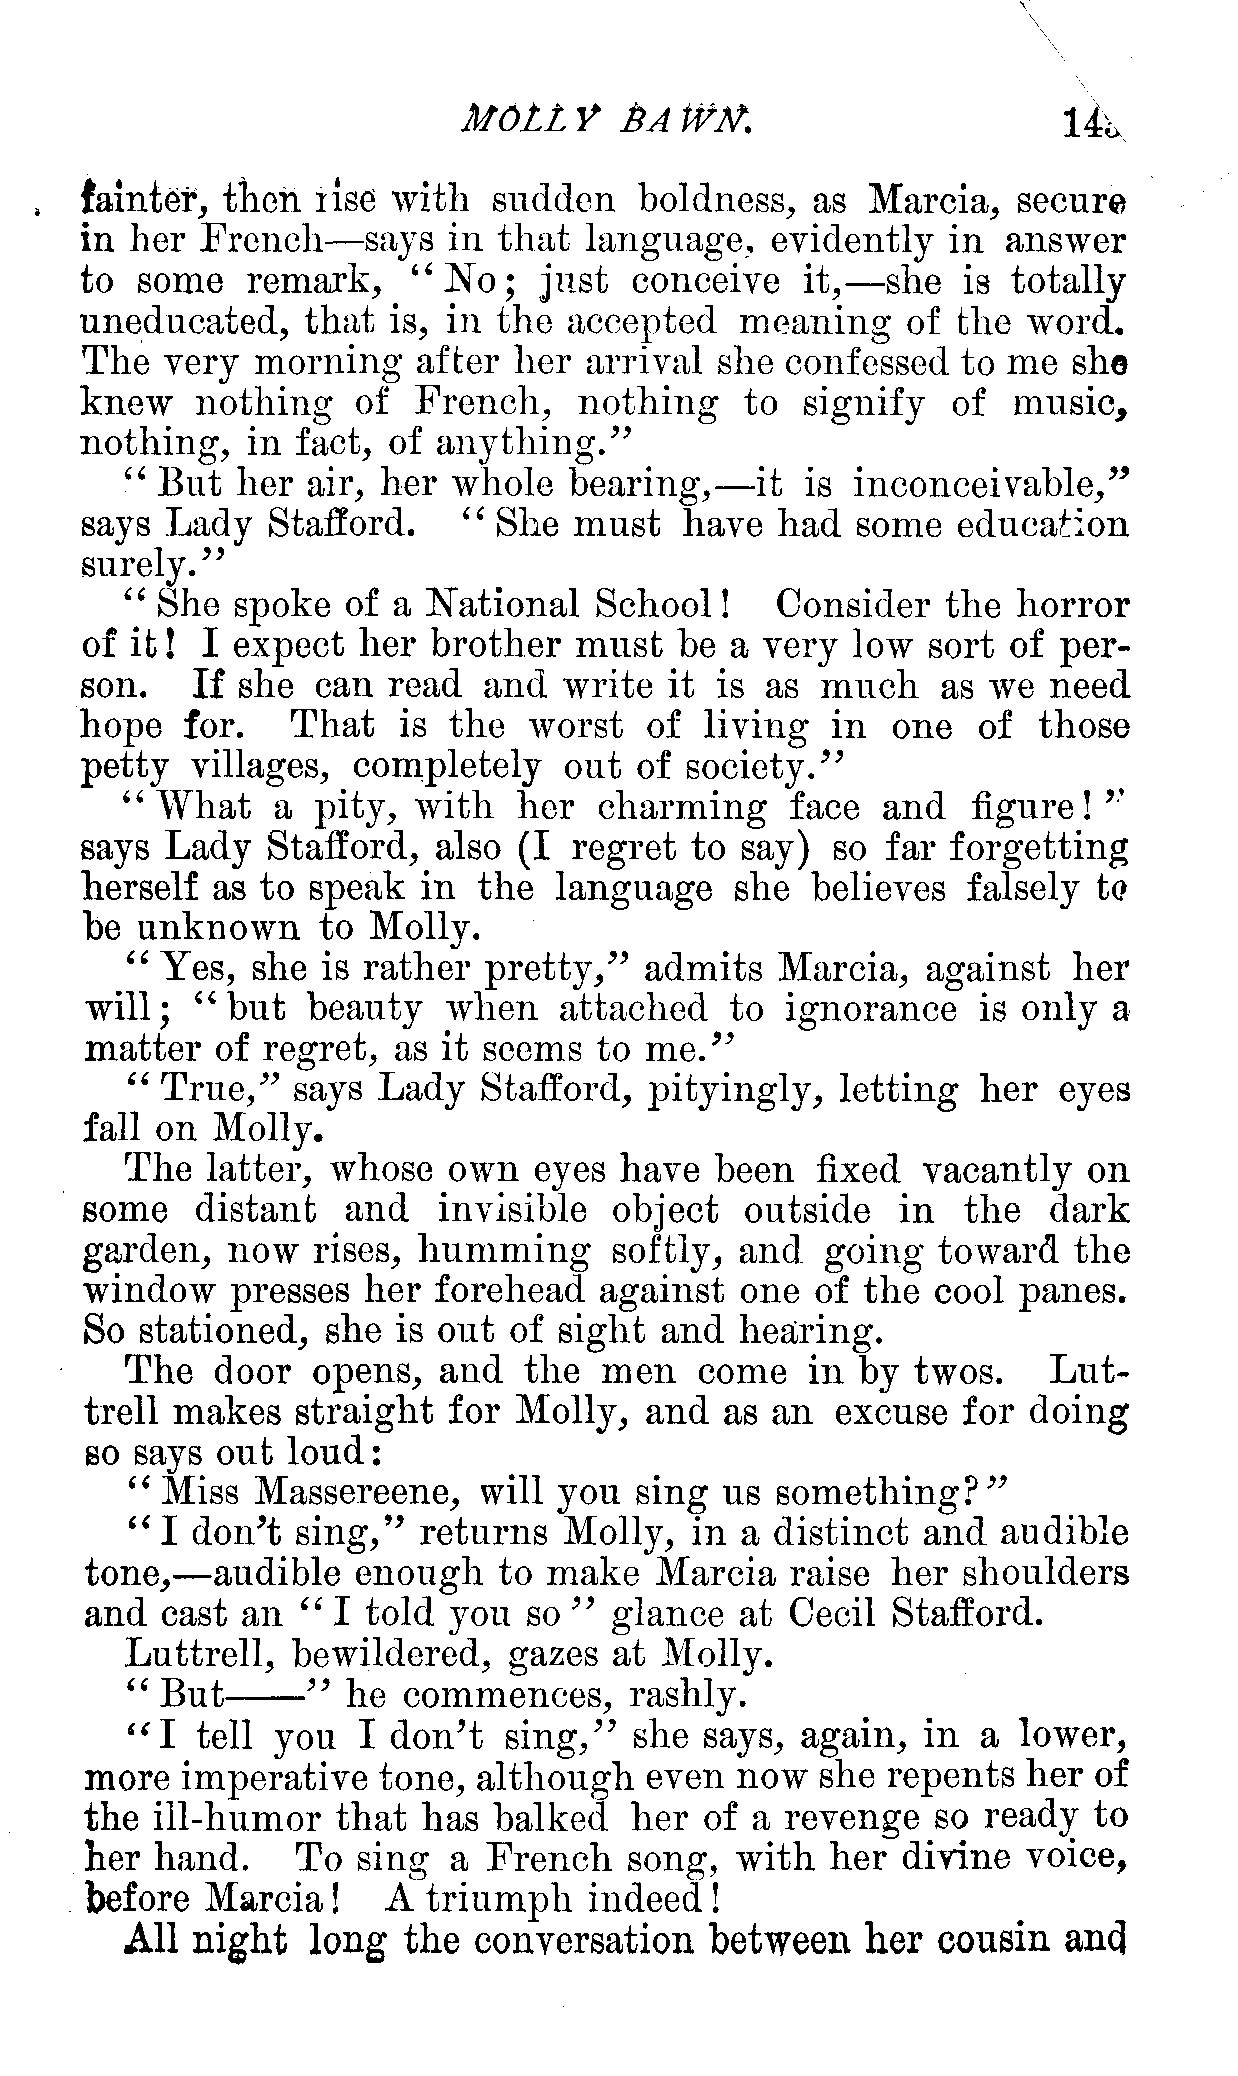 MOLLY BAWN.
fainter, then rise with sudden boldness, as Marcia, secure
in her French—says in that language, evidently in answer
to some remark, "No; just conceive it,—she is totally
uneducated, that is, in the accepted meaning of the word.
The very morning after her arrival she confessed to me she
knew nothing of French, nothing to signify of music,
nothing, in fact, of anything."
"But her air, her whole bearing,—it is inconceivable,"
says Lady Stafford. "She must have had some education
surely."
"She spoke of a National School! Consider the horror
of it! I expect her brother must be a very low sort of per-
son. If she can read and write it is as much as we need
hope for. That is the worst of living in one of those
petty villages, completely out of society."
"What a pity, with her charming face and figure!"
says Lady Stafford, also (I regret to say) so far forgetting
herself as to speak in the language she believes falsely to
be unknown to Molly.
"Yes, she is rather pretty," admits Marcia, against her
will; "but beauty when attached to ignorance is only a
matter of regret, as it seems to me."
"True," says Lady Stafford, pityingly, letting her eyes
fall on Molly.
The latter, whose own eyes have been fixed vacantly on
some distant and invisible object outside in the dark
garden, now rises, humming softly, and going toward the
window presses her forehead against one of the cool panes.
So stationed, she is out of sight and hearing.
The door opens, and the men come in by twos. Lut-
trell makes straight for Molly, and as an excuse for doing
so says out loud:
"Miss Massereene, will you sing us something?"
"I don't sing," returns Molly, in a distinct and audible
tone,—audible enough to make Marcia raise her shoulders
and cast an "I told you so" glance at Cecil Stafford.
Luttrell, bewildered, gazes at Molly.
"But——" he commences, rashly.
"I tell you I don't sing," she says, again, in a lower,
more imperative tone, although even now she repents her of
the ill-humor that has balked her of a revenge so ready to
her hand. To sing a French song, with her divine voice,
before Marcia! A triumph indeed!
All night long the conversation between her cousin and